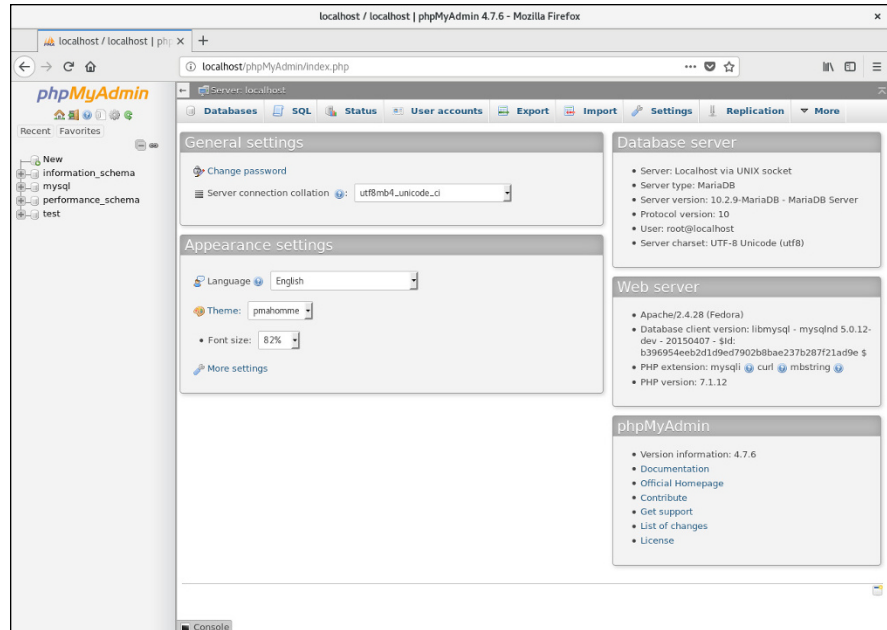 localhost / localhost | phpMyAdmin 4.7.6 - Mozilla Firefox
localhost / localhost | php
localhost/phpMyAdmin/index.php
phpMyAdmin
Recent Favorites
New
information_schema
mysql
performance_schema
test
Server: localhost
Databases SQL Status User accounts Export Import Settings Replication More
General settings
Change password
Server connection collation : utf8mb4_unicode_ci
Appearance settings
Language English
Theme: pmahomme
• Font size: 82%
More settings
Database server
• Server: Localhost via UNIX socket
• Server type: MariaDB
• Server version: 10.2.9-MariaDB - MariaDB Server
• Protocol version: 10
• User: root@localhost
• Server charset: UTF-8 Unicode (utf8)
Web server
• Apache/2.4.28 (Fedora)
• Database client version: libmysql - mysqlnd 5.0.12-
dev - 20150407 - $Id:
b396954eeb2d1d9ed7902b8bae237b287f21ad9e $
• PHP extension: mysqli curl mbstring
• PHP version: 7.1.12
phpMyAdmin
• Version information: 4.7.6
• Documentation
• Official Homepage
• Contribute
• Get support
• List of changes
• License
Console